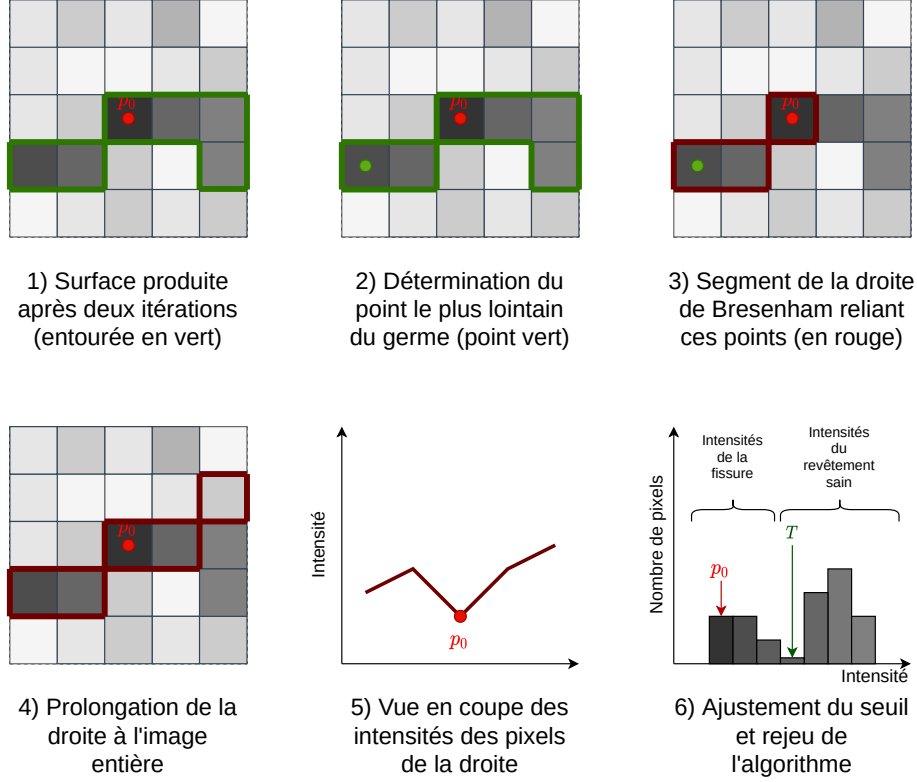 p0
p0
p0
1) Surface produite
après deux itérations
(entourée en vert)
2) Détermination du
point le plus lointain
du germe (point vert)
3) Segment de la droite
de Bresenham reliant
ces points (en rouge)
p0
4) Prolongation de la
droite à l'image
entière
Intensité
p0
5) Vue en coupe des
intensités des pixels
de la droite
Nombre de pixels
Intensités
de la
fissure
Intensités
du
revêtement
sain
T
p0
Intensité
6) Ajustement du seuil
et rejeu de
l'algorithme